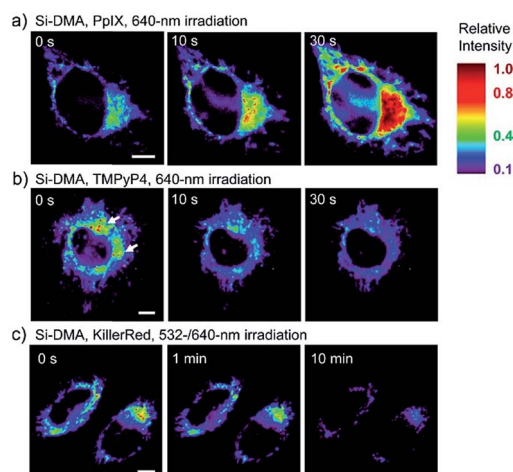 a) Si-DMA, PpIX, 640-nm irradiation
0 s
10 s
30 s
Relative
Intensity
1.0
0.8
0.4
0.1
b) Si-DMA, TMPyP4, 640-nm irradiation
0 s
10 s
30 s
c) Si-DMA, KillerRed, 532-/640-nm irradiation
0 s
1 min
10 min